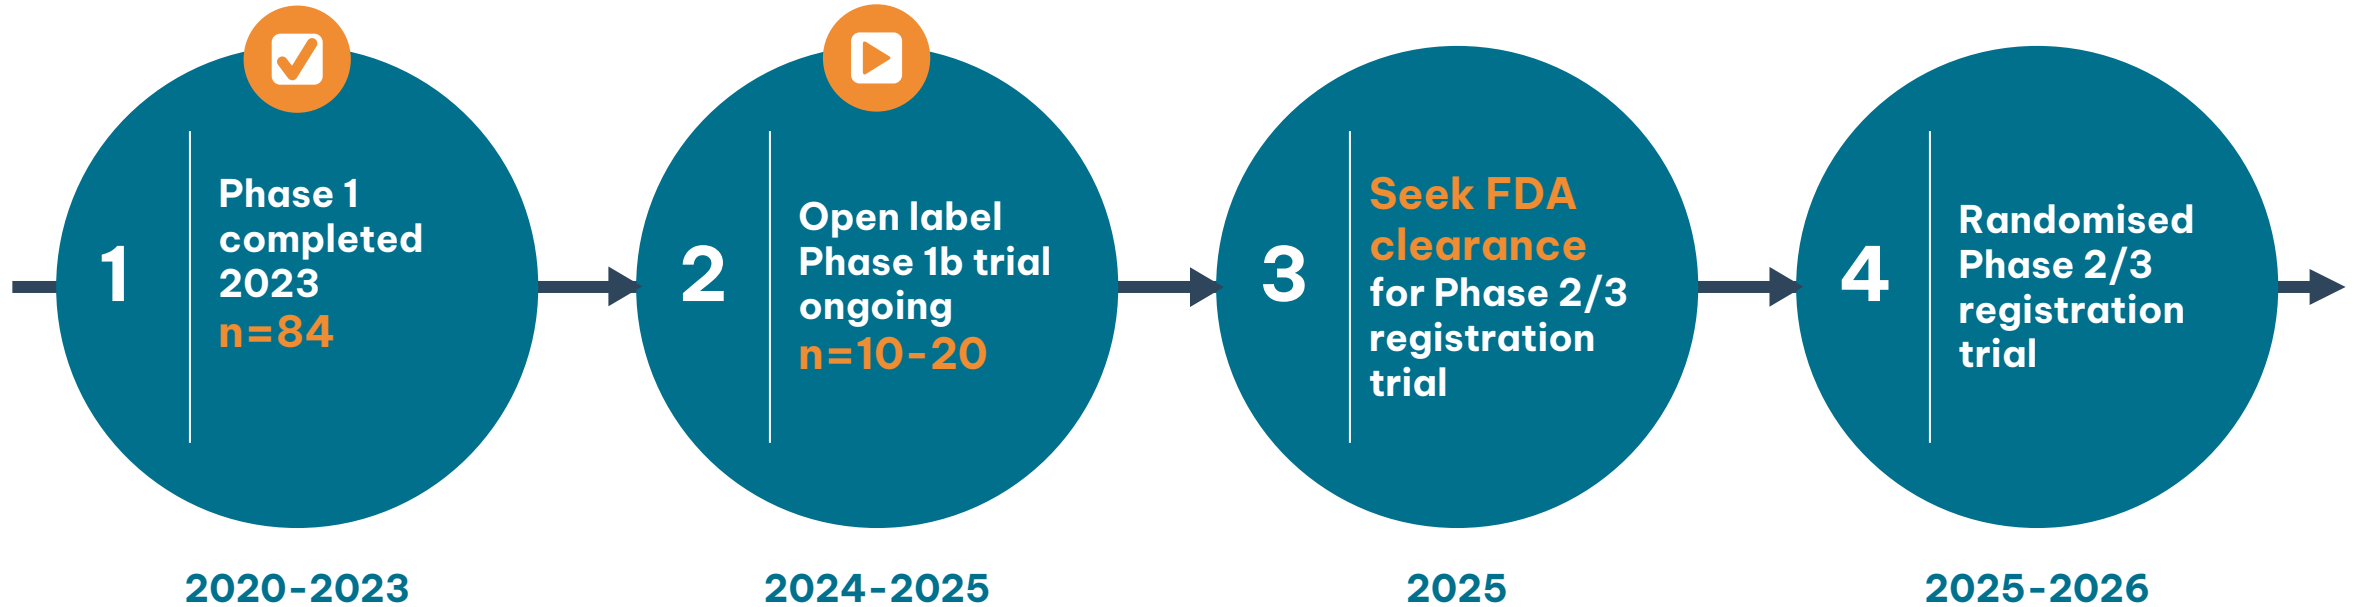 1
Phase 1
completed
2023
n=84
2020-2023
2
Open label
Phase 1b trial
ongoing
n=10-20
2024-2025
3
Seek FDA
clearance
for Phase 2/3
registration
trial
2025
4
Randomised
Phase 2/3
registration
trial
2025-2026